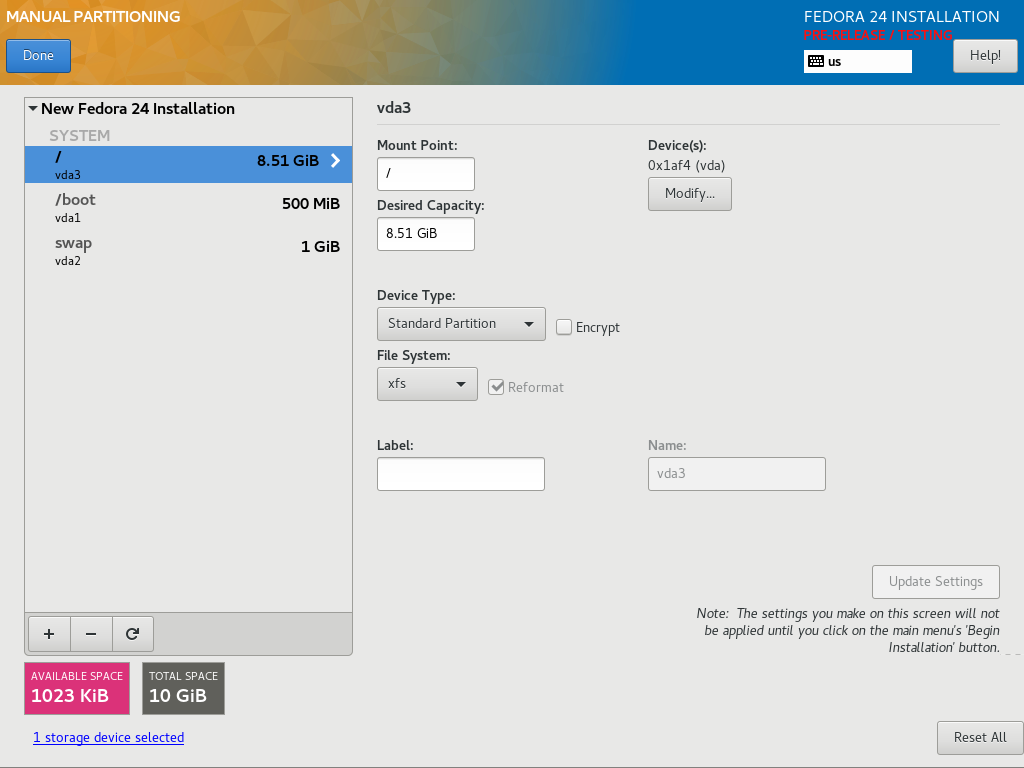 MANUAL PARTITIONING
FEDORA 24 INSTALLATION
PRE-RELEASE / TESTING
Done
us
Help!
New Fedora 24 Installation
SYSTEM
/
8.51 GiB
vda3
/boot
500 MiB
vda1
swap
1 GiB
vda2
vda3
Mount Point:
/
Desired Capacity:
8.51 GiB
Device(s):
0x1af4 (vda)
Modify...
Device Type:
Standard Partition
Encrypt
File System:
xfs
Reformat
Label:
Name:
vda3
Update Settings
Note: The settings you make on this screen will not
be applied until you click on the main menu's 'Begin
Installation' button.
AVAILABLE SPACE
1023 KiB
TOTAL SPACE
10 GiB
1 storage device selected
Reset All